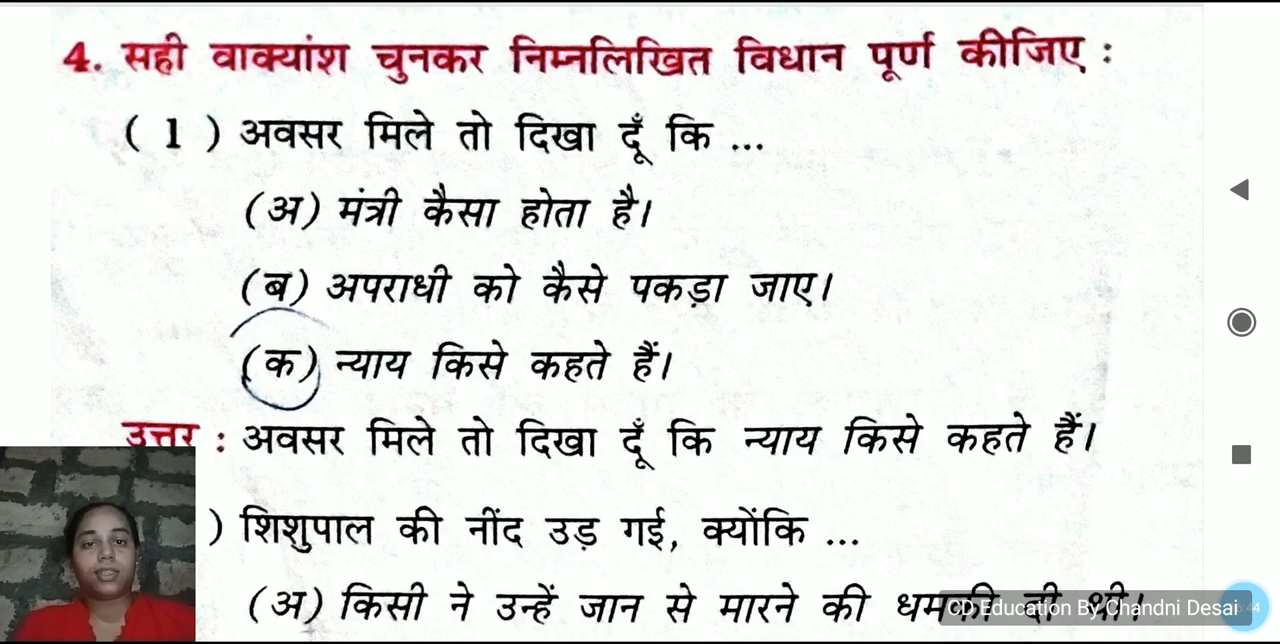 4. सही वाक्यांश चुनकर निम्नलिखित विधान पूर्ण कीजिए :
( 1 ) अवसर मिले तो दिखा दूँ कि ...
(अ) मंत्री कैसा होता है।
(ब) अपराधी को कैसे पकड़ा जाए।
(क) न्याय किसे कहते हैं।
उत्तर : अवसर मिले तो दिखा दूँ कि न्याय किसे कहते हैं।
) शिशुपाल की नींद उड़ गई, क्योंकि ...
(अ) किसी ने उन्हें जान से मारने की धमकी दी थी।
CD Education By Chandni Desai